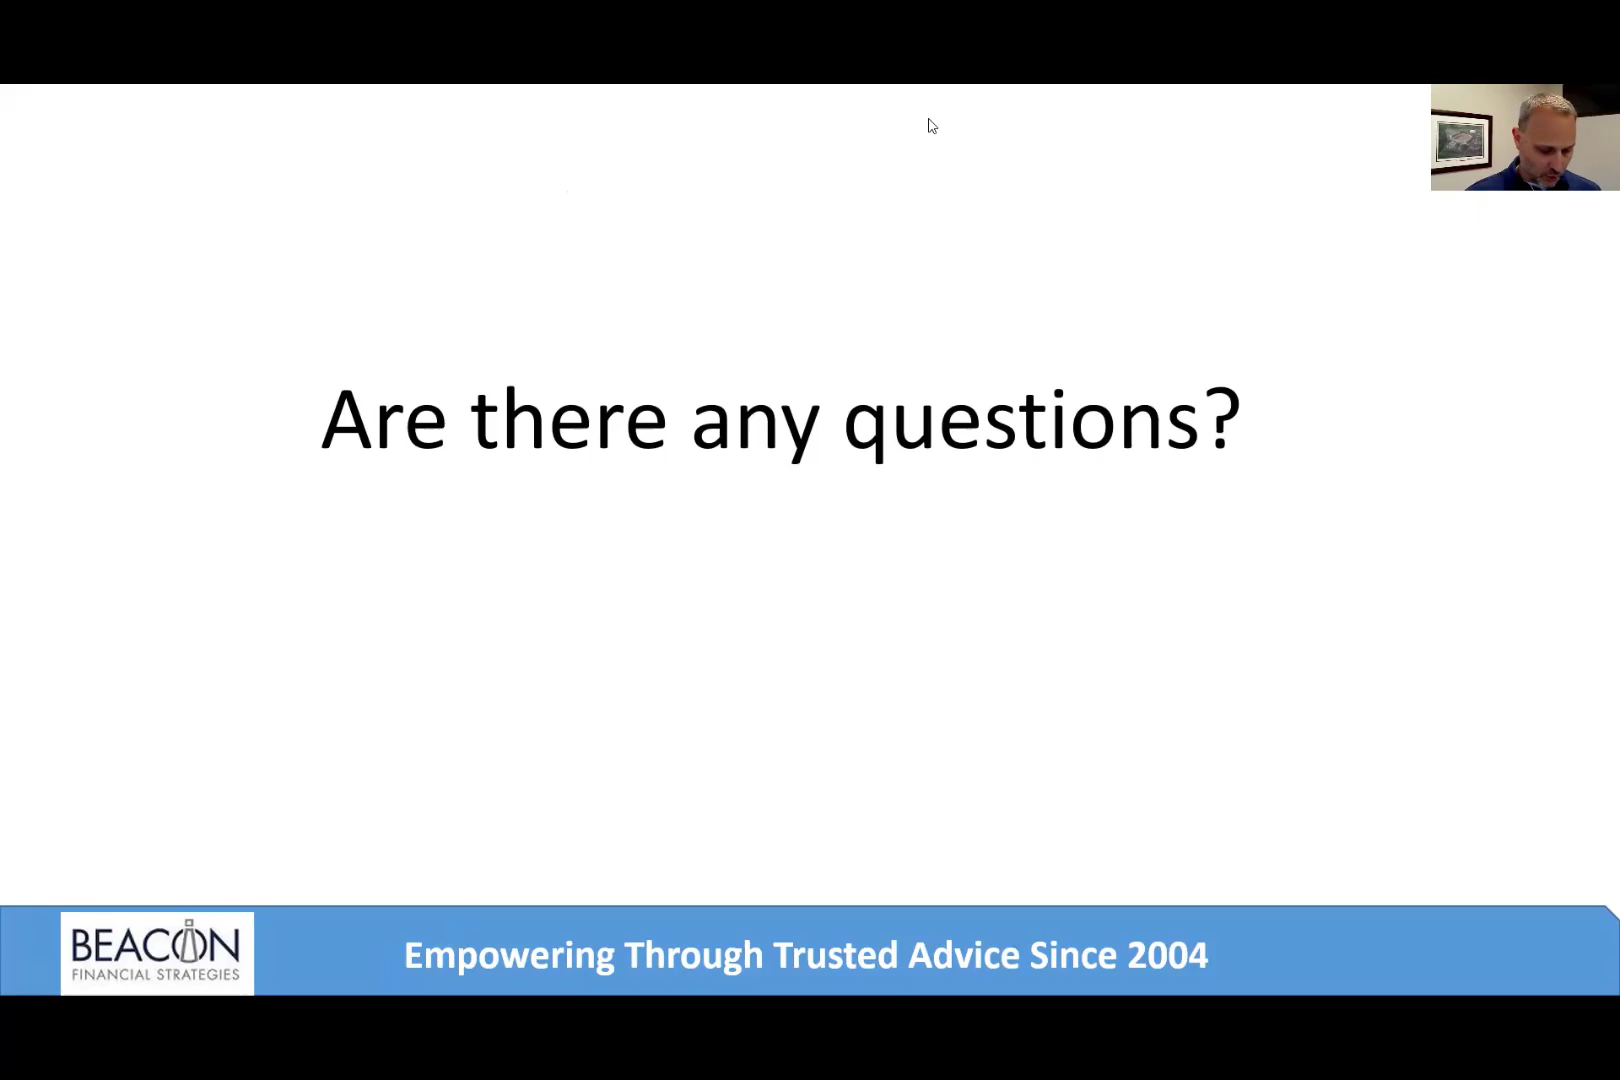 Are there any questions?
BEACON
FINANCIAL STRATEGIES
Empowering Through Trusted Advice Since 2004